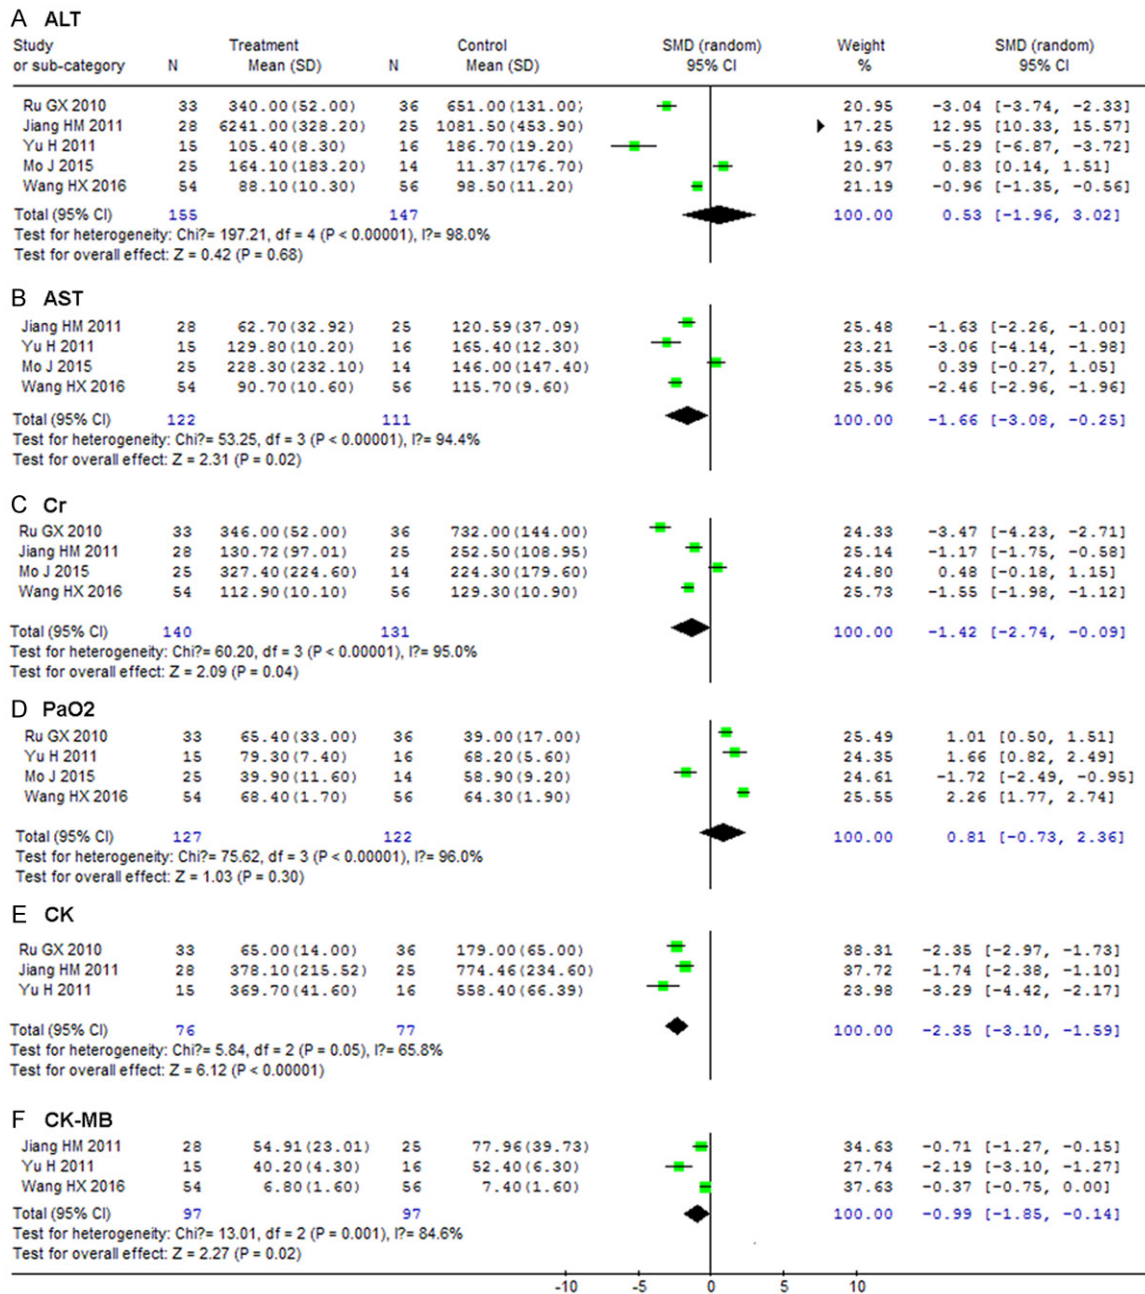 A ALT
Study Treatment Control SMD (random) Weight SMD (random)
or sub-category N Mean (SD) N Mean (SD) 95% CI % 95% CI
Ru GX 2010 33 340.00(52.00) 36 651.00(131.00) 20.95 -3.04 [-3.74, -2.33]
Jiang HM 2011 28 6241.00(328.20) 25 1081.50(453.90) 17.25 12.95 [10.33, 15.57]
Yu H 2011 15 105.40(8.30) 16 186.70(19.20) 19.63 -5.29 [-6.87, -3.72]
Mo J 2015 25 164.10(183.20) 14 11.37(176.70) 20.97 0.83 [0.14, 1.51]
Wang HX 2016 54 88.10(10.30) 56 98.50(11.20) 21.19 -0.96 [-1.35, -0.56]
Total (95% CI) 155 147 100.00 0.53 [-1.96, 3.02]
Test for heterogeneity: Chi?= 197.21, df = 4 (P < 0.00001), I?= 98.0%
Test for overall effect: Z = 0.42 (P = 0.68)
B AST
Jiang HM 2011 28 62.70(32.92) 25 120.59(37.09) 25.48 -1.63 [-2.26, -1.00]
Yu H 2011 15 129.80(10.20) 16 165.40(12.30) 23.21 -3.06 [-4.14, -1.98]
Mo J 2015 25 228.30(232.10) 14 146.00(147.40) 25.35 0.39 [-0.27, 1.05]
Wang HX 2016 54 90.70(10.60) 56 115.70(9.60) 25.96 -2.46 [-2.96, -1.96]
Total (95% CI) 122 111 100.00 -1.66 [-3.08, -0.25]
Test for heterogeneity: Chi?= 53.25, df = 3 (P < 0.00001), I?= 94.4%
Test for overall effect: Z = 2.31 (P = 0.02)
C Cr
Ru GX 2010 33 346.00(52.00) 36 732.00(144.00) 24.33 -3.47 [-4.23, -2.71]
Jiang HM 2011 28 130.72(97.01) 25 252.50(108.95) 25.14 -1.17 [-1.75, -0.58]
Mo J 2015 25 327.40(224.60) 14 224.30(179.60) 24.80 0.48 [-0.18, 1.15]
Wang HX 2016 54 112.90(10.10) 56 129.30(10.90) 25.73 -1.55 [-1.98, -1.12]
Total (95% CI) 140 131 100.00 -1.42 [-2.74, -0.09]
Test for heterogeneity: Chi?= 60.20, df = 3 (P < 0.00001), I?= 95.0%
Test for overall effect: Z = 2.09 (P = 0.04)
D PaO2
Ru GX 2010 33 65.40(33.00) 36 39.00(17.00) 25.49 1.01 [0.50, 1.51]
Yu H 2011 15 79.30(7.40) 16 68.20(5.60) 24.35 1.66 [0.82, 2.49]
Mo J 2015 25 39.90(11.60) 14 58.90(9.20) 24.61 -1.72 [-2.49, -0.95]
Wang HX 2016 54 68.40(1.70) 56 64.30(1.90) 25.55 2.26 [1.77, 2.74]
Total (95% CI) 127 122 100.00 0.81 [-0.73, 2.36]
Test for heterogeneity: Chi?= 75.62, df = 3 (P < 0.00001), I?= 96.0%
Test for overall effect: Z = 1.03 (P = 0.30)
E CK
Ru GX 2010 33 65.00(14.00) 36 179.00(65.00) 38.31 -2.35 [-2.97, -1.73]
Jiang HM 2011 28 378.10(215.52) 25 774.46(234.60) 37.72 -1.74 [-2.38, -1.10]
Yu H 2011 15 369.70(41.60) 16 558.40(66.39) 23.98 -3.29 [-4.42, -2.17]
Total (95% CI) 76 77 100.00 -2.35 [-3.10, -1.59]
Test for heterogeneity: Chi?= 5.84, df = 2 (P = 0.05), I?= 65.8%
Test for overall effect: Z = 6.12 (P < 0.00001)
F CK-MB
Jiang HM 2011 28 54.91(23.01) 25 77.96(39.73) 34.63 -0.71 [-1.27, -0.15]
Yu H 2011 15 40.20(4.30) 16 52.40(6.30) 27.74 -2.19 [-3.10, -1.27]
Wang HX 2016 54 6.80(1.60) 56 7.40(1.60) 37.63 -0.37 [-0.75, 0.00]
Total (95% CI) 97 97 100.00 -0.99 [-1.85, -0.14]
Test for heterogeneity: Chi?= 13.01, df = 2 (P = 0.001), I?= 84.6%
Test for overall effect: Z = 2.27 (P = 0.02)
-10 -5 0 5 10